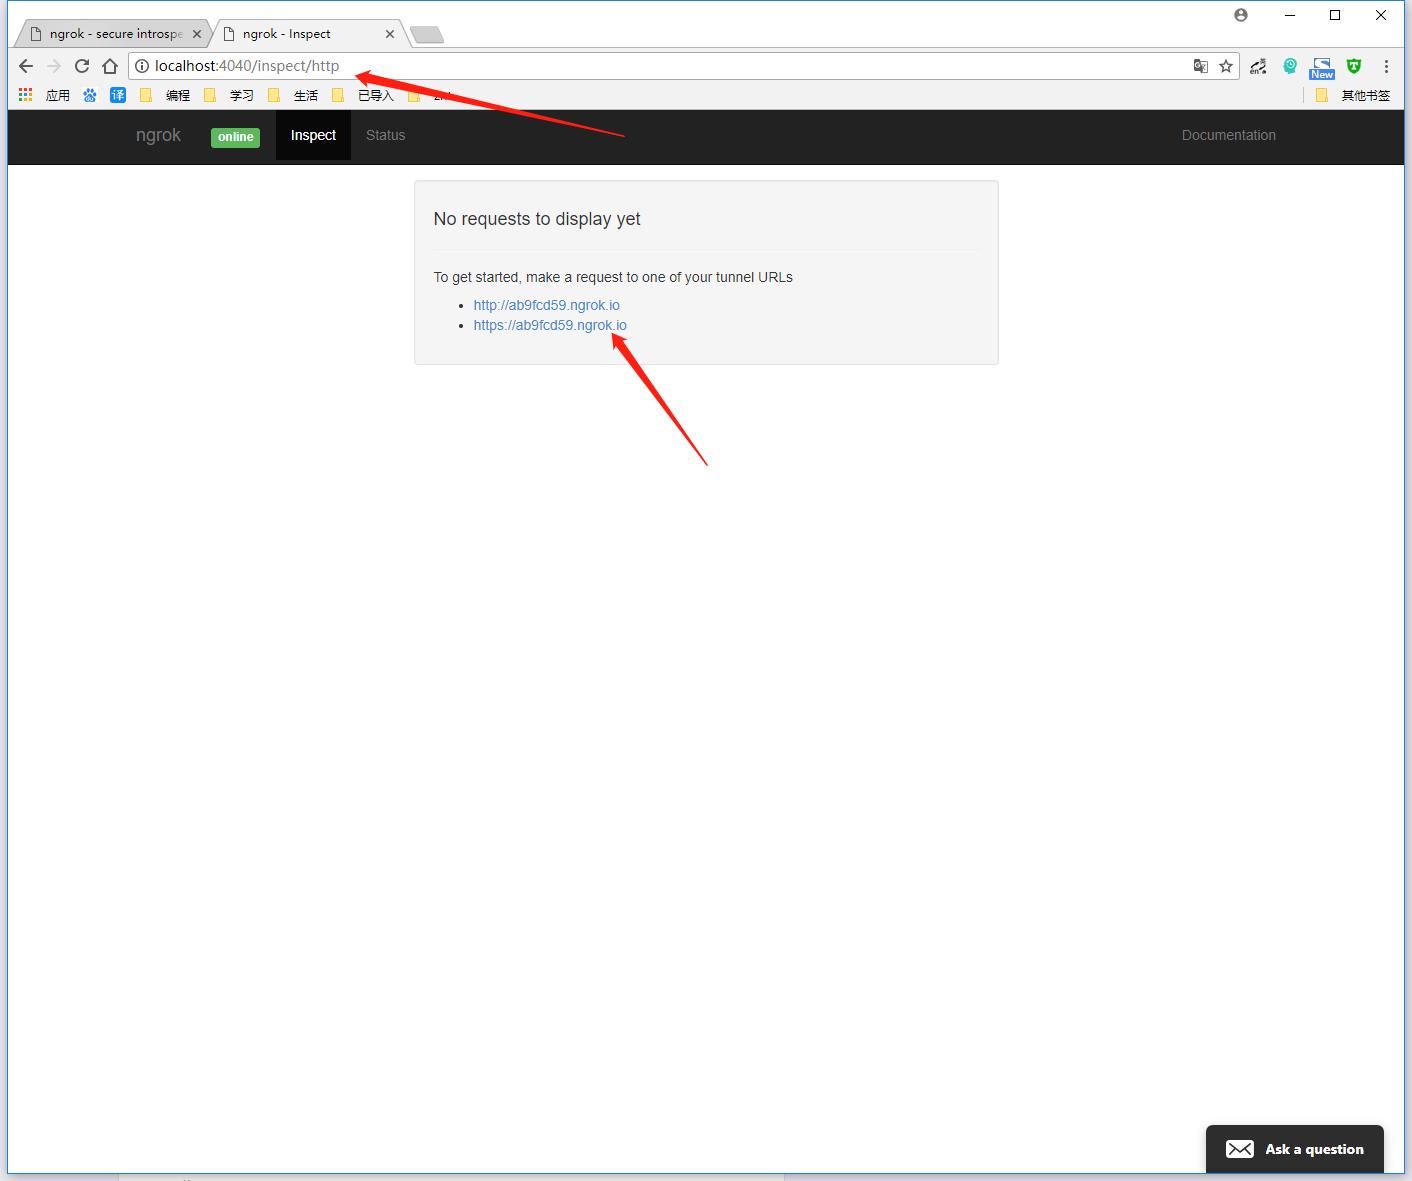 ngrok - secure introspe
ngrok - Inspect
localhost:4040/inspect/http
New
应用
译
编程
学习
生活
已导入
其他书签
ngrok
online
Inspect
Status
Documentation
No requests to display yet
To get started, make a request to one of your tunnel URLs
http://ab9fcd59.ngrok.io
https://ab9fcd59.ngrok.io
Ask a question